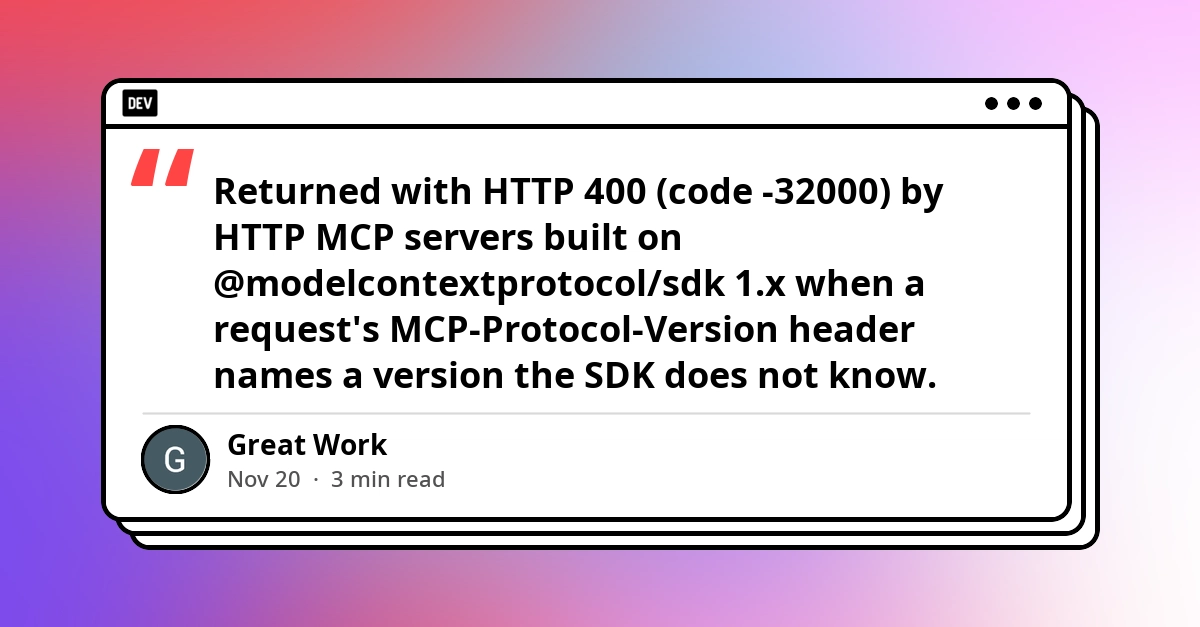 DEV
“
Returned with HTTP 400 (code -32000) by
HTTP MCP servers built on
@modelcontextprotocol/sdk 1.x when a
request's MCP-Protocol-Version header
names a version the SDK does not know.
G
Great Work
Nov 20 · 3 min read